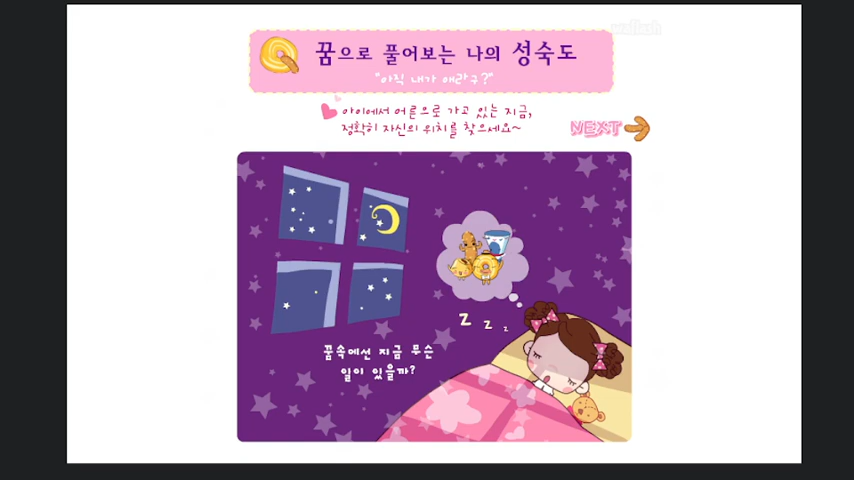 꿈으로 풀어보는 나의 성숙도
"아직 내가 애라구?"
아이에서 어른으로 가고 있는 지금,
정확히 자신의 위치를 찾으세요~
NEXT
z z z
꿈속에선 지금 무슨
일이 있을까?